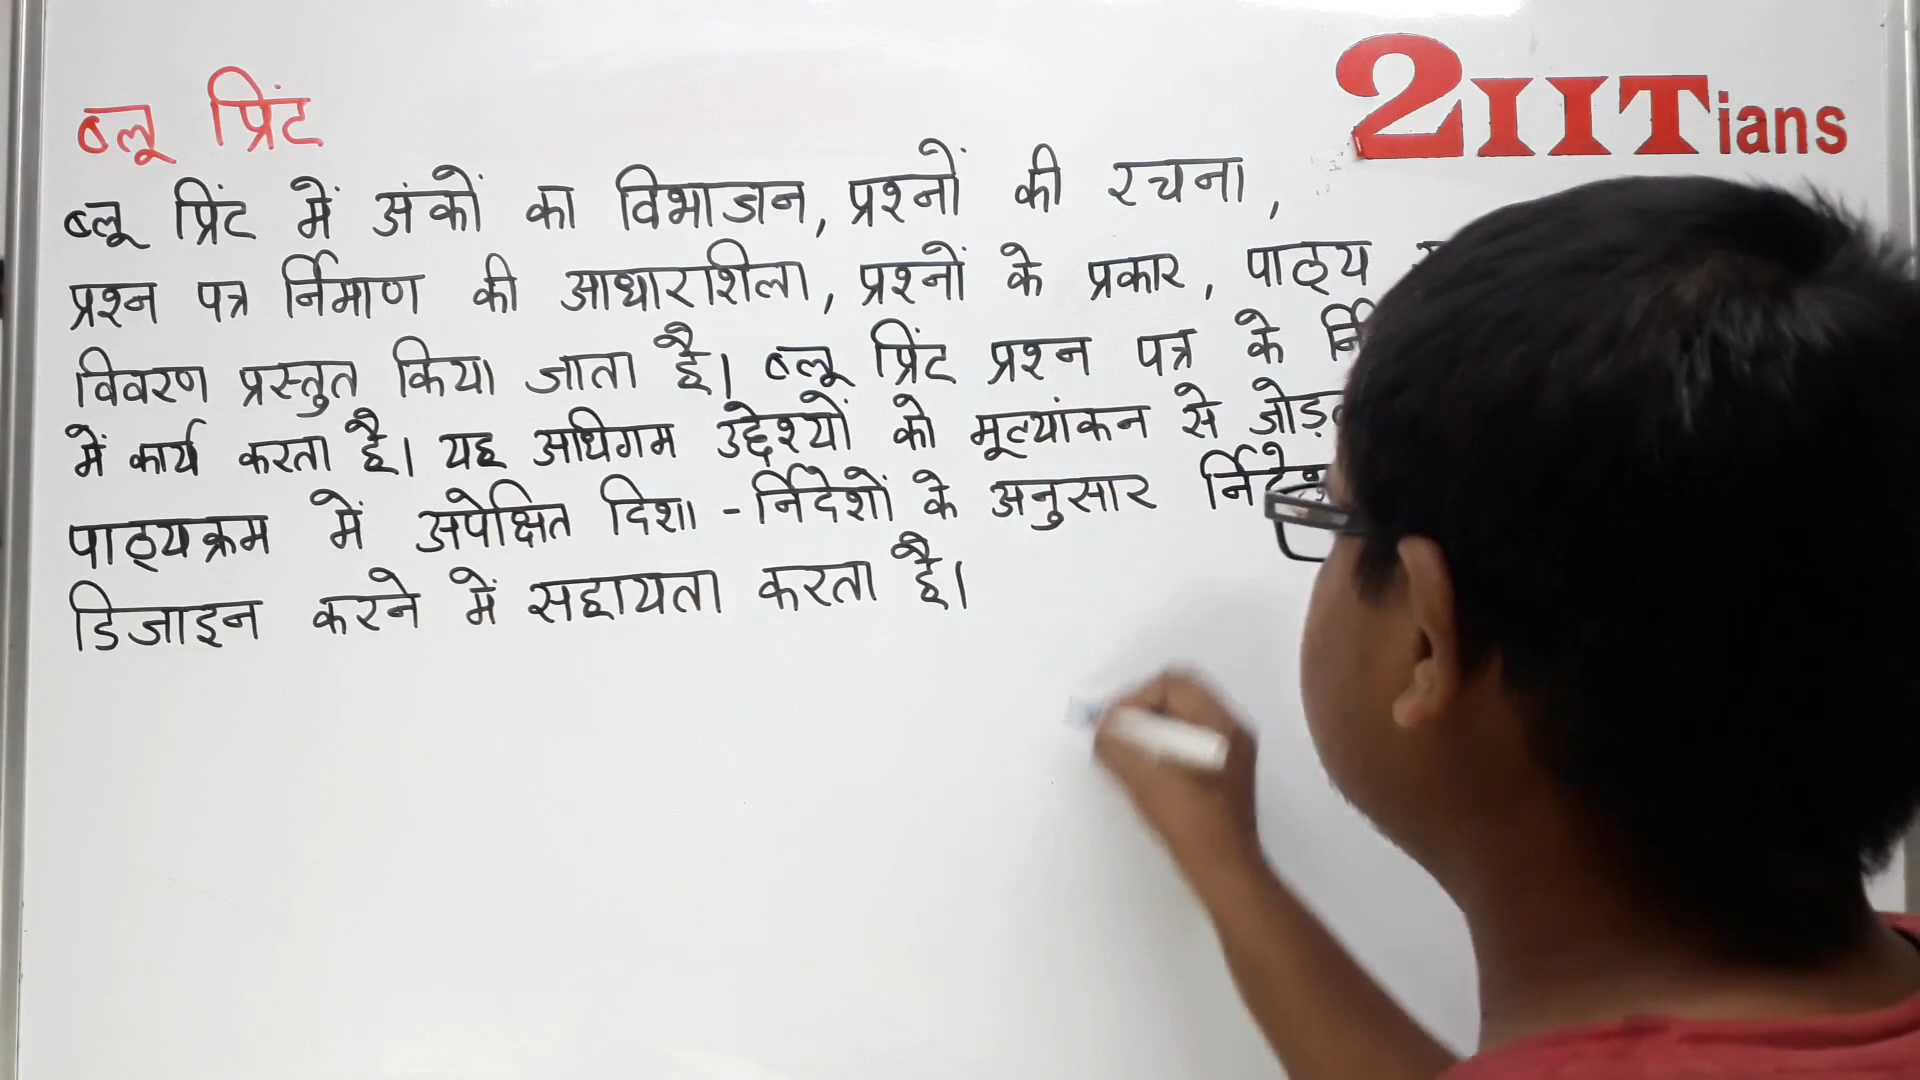 2IITians
ब्लू प्रिंट
ब्लू प्रिंट में अंकों का विभाजन, प्रश्नों की रचना,
प्रश्न पत्र र्निमाण की आधारशिला, प्रश्नों के प्रकार, पाठ्य
विवरण प्रस्तुत किया जाता है। ब्लू प्रिंट प्रश्न पत्र के
में कार्य करता है। यह अधिगम उद्देश्यों को मूल्यांकन से
पाठ्यक्रम में अपेक्षित दिशा - र्निदेशों के अनुसार
डिजाइन करने में सहायता करता है।